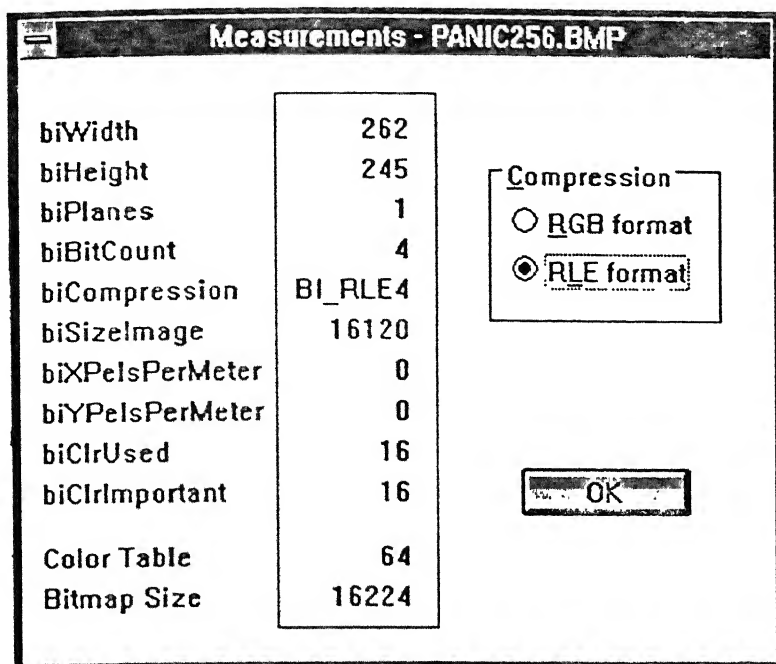 Measurements - PANIC256.BMP
biWidth 262
biHeight 245
biPlanes 1
biBitCount 4
biCompression BI_RLE4
biSizeImage 16120
biXPelsPerMeter 0
biYPelsPerMeter 0
biClrUsed 16
biClrImportant 16
Color Table 64
Bitmap Size 16224
Compression
RGB format
RLE format
OK